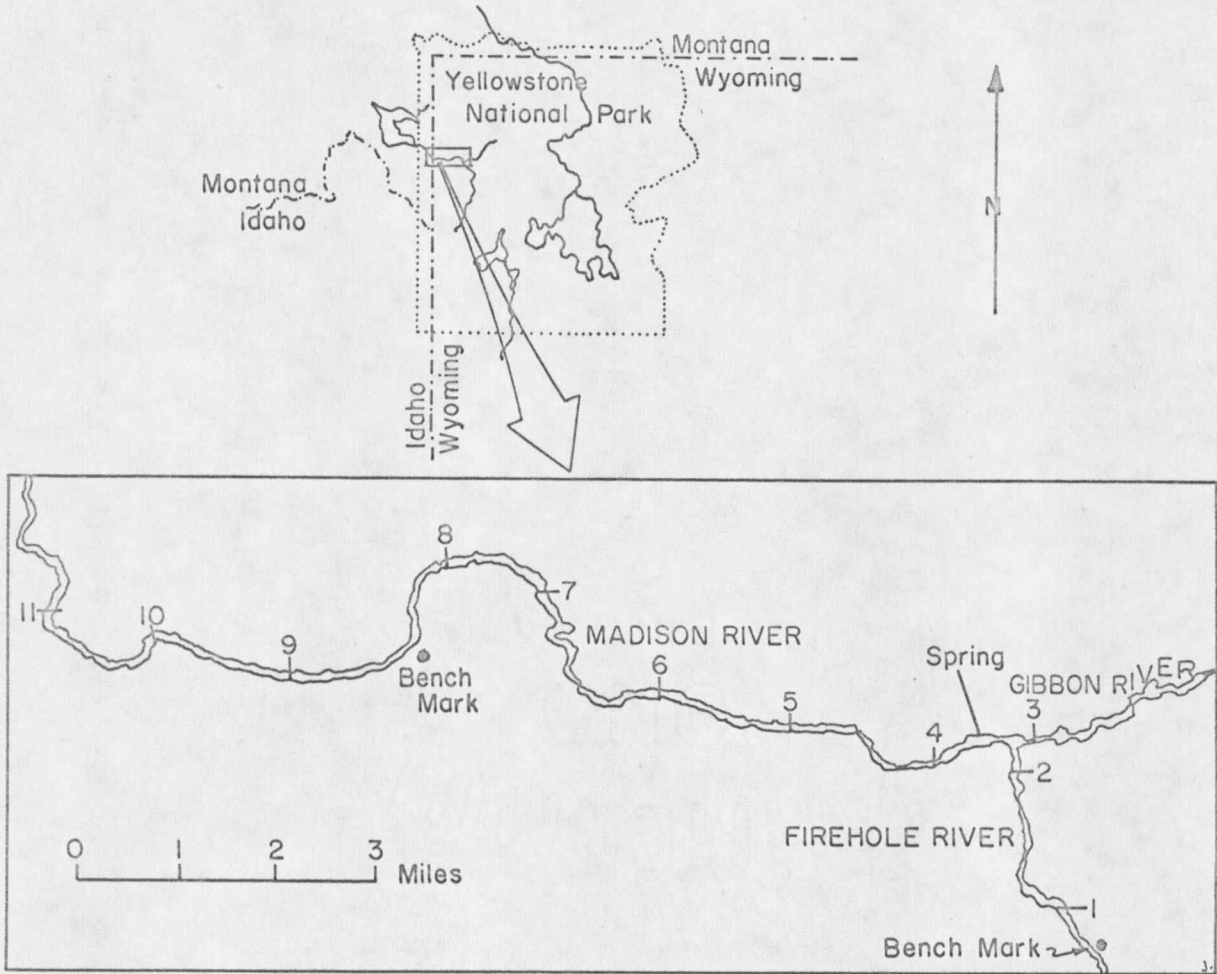 Montana
Wyoming
Yellowstone
National Park
Montana
Idaho
N
Idaho
Wyoming
8
7
11
10
9
MADISON RIVER
Bench
Mark
6
Spring
GIBBON RIVER
5
4
3
2
FIREHOLE RIVER
0 1 2 3
Miles
1
Bench Mark